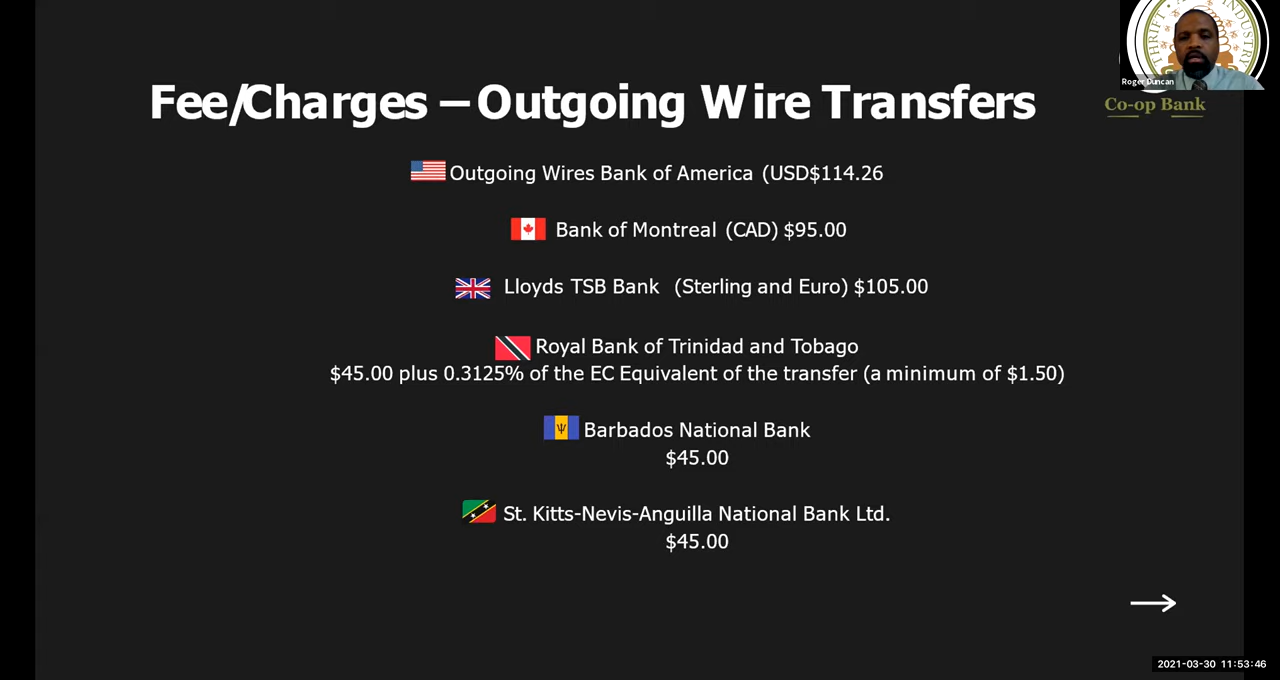 THRIFT
INDUSTRY
Roger Duncan
Co-op Bank
Fee/Charges – Outgoing Wire Transfers
Outgoing Wires Bank of America (USD$114.26
Bank of Montreal (CAD) $95.00
Lloyds TSB Bank (Sterling and Euro) $105.00
Royal Bank of Trinidad and Tobago
$45.00 plus 0.3125% of the EC Equivalent of the transfer (a minimum of $1.50)
Barbados National Bank
$45.00
St. Kitts-Nevis-Anguilla National Bank Ltd.
$45.00
2021-03-30 11:53:46